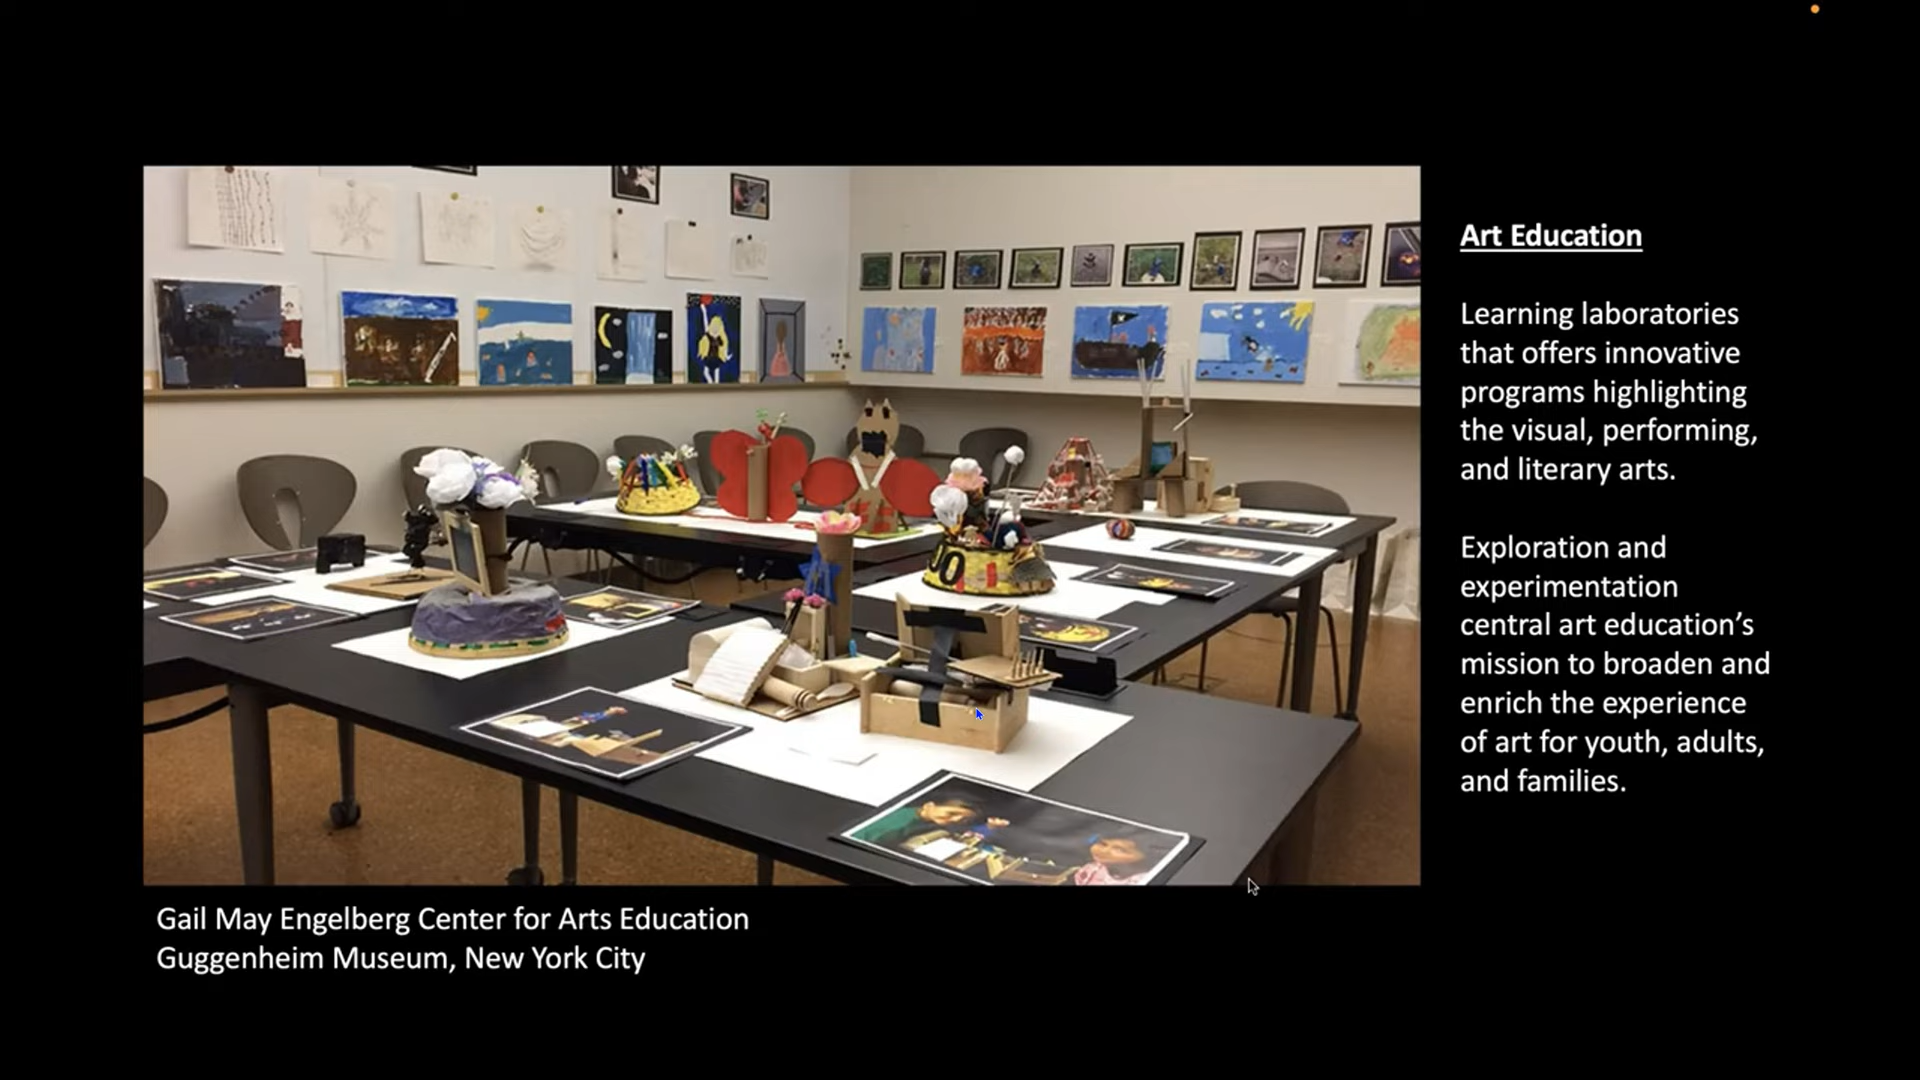 Art Education
Learning laboratories
that offers innovative
programs highlighting
the visual, performing,
and literary arts.
Exploration and
experimentation
central art education’s
mission to broaden and
enrich the experience
of art for youth, adults,
and families.
Gail May Engelberg Center for Arts Education
Guggenheim Museum, New York City